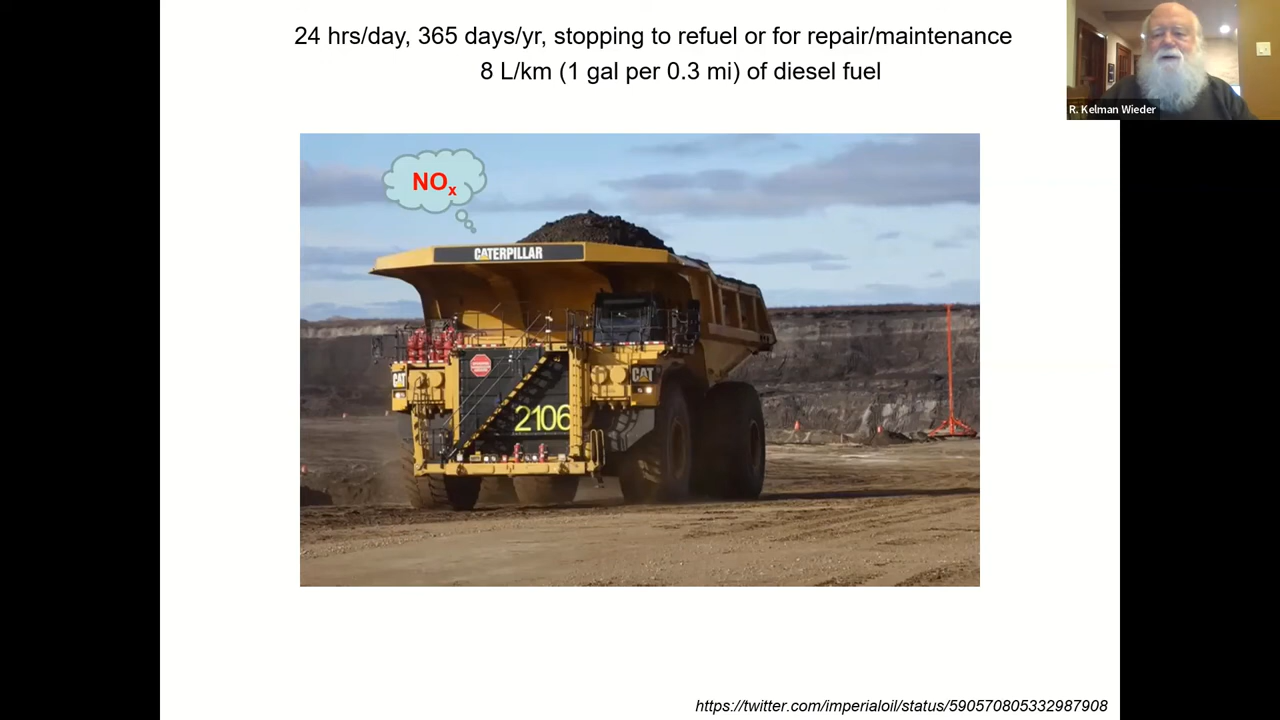 24 hrs/day, 365 days/yr, stopping to refuel or for repair/maintenance
8 L/km (1 gal per 0.3 mi) of diesel fuel
R. Kelman Wieder
NOx
CATERPILLAR
CAT
CAT
2106
https://twitter.com/imperialoil/status/590570805332987908